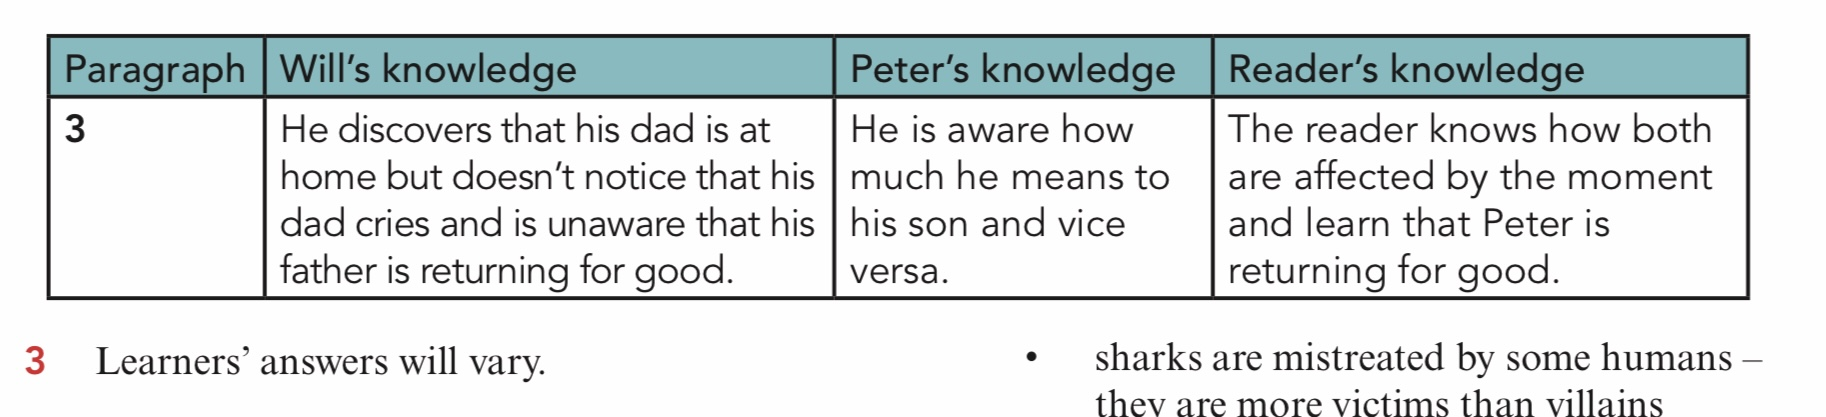 Paragraph
Will's knowledge
Peter's knowledge
Reader's knowledge
3
He discovers that his dad is at
home but doesn't notice that his
dad cries and is unaware that his
father is returning for good.
He is aware how
much he means to
his son and vice
versa.
The reader knows how both
are affected by the moment
and learn that Peter is
returning for good.
3 Learners' answers will vary.
• sharks are mistreated by some humans –
they are more victims than villains